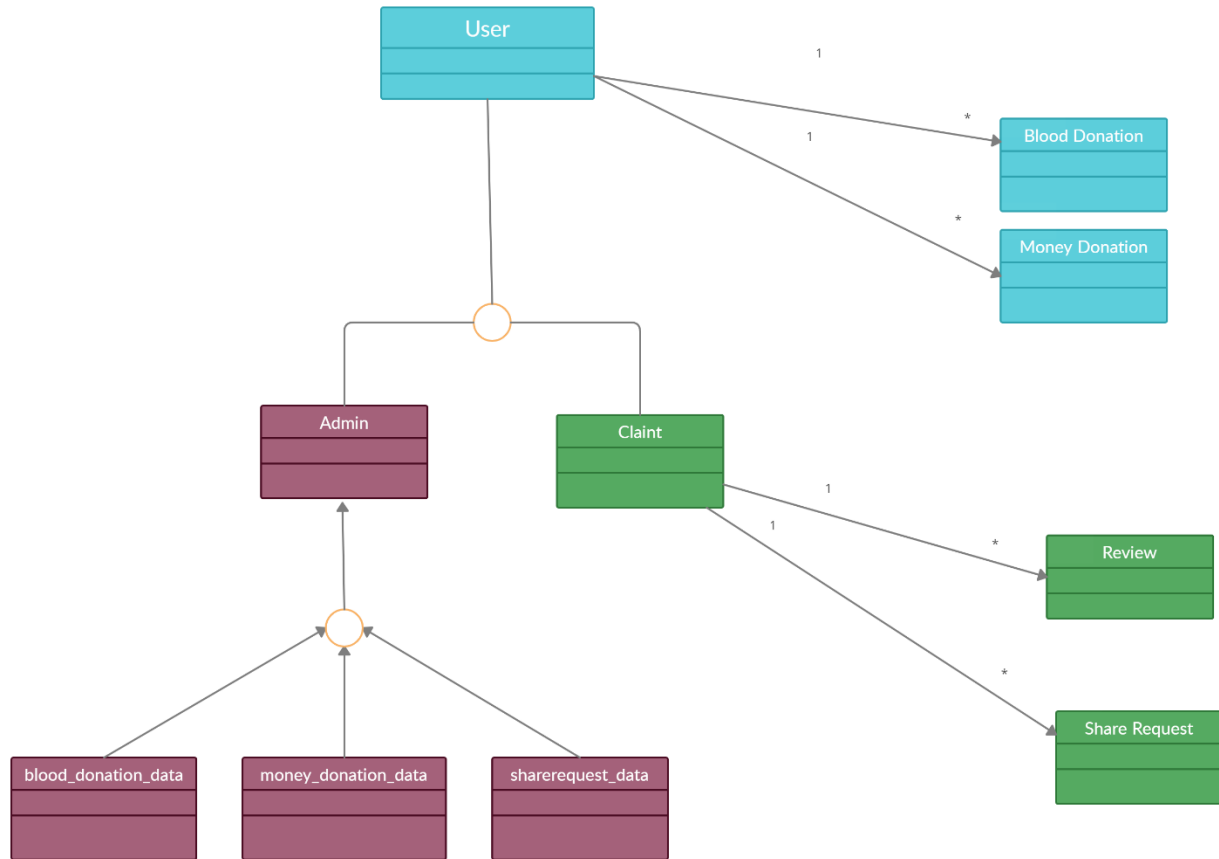 User
1
*
Blood Donation
1
*
Money Donation
Admin
Claint
1
*
1
Review
*
Share Request
blood_donation_data
money_donation_data
sharerequest_data